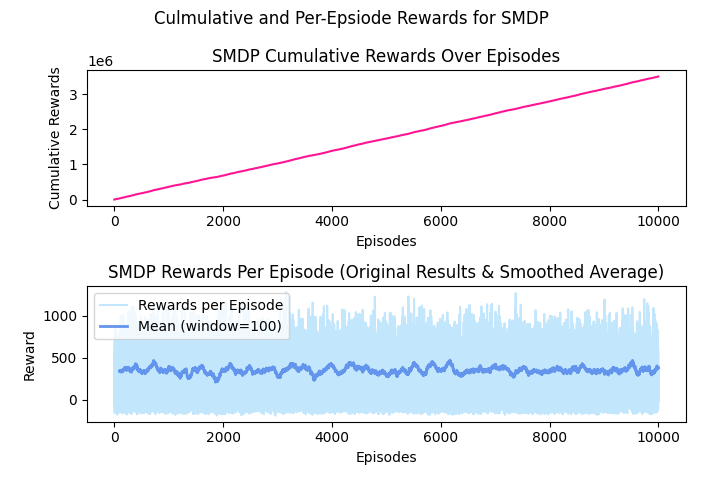 Culmulative and Per-Epsiode Rewards for SMDP
SMDP Cumulative Rewards Over Episodes
1e6
Cumulative Rewards
3
2
1
0
0 2000 4000 6000 8000 10000
Episodes
SMDP Rewards Per Episode (Original Results & Smoothed Average)
Rewards per Episode
Mean (window=100)
Reward
1000
500
0
0 2000 4000 6000 8000 10000
Episodes